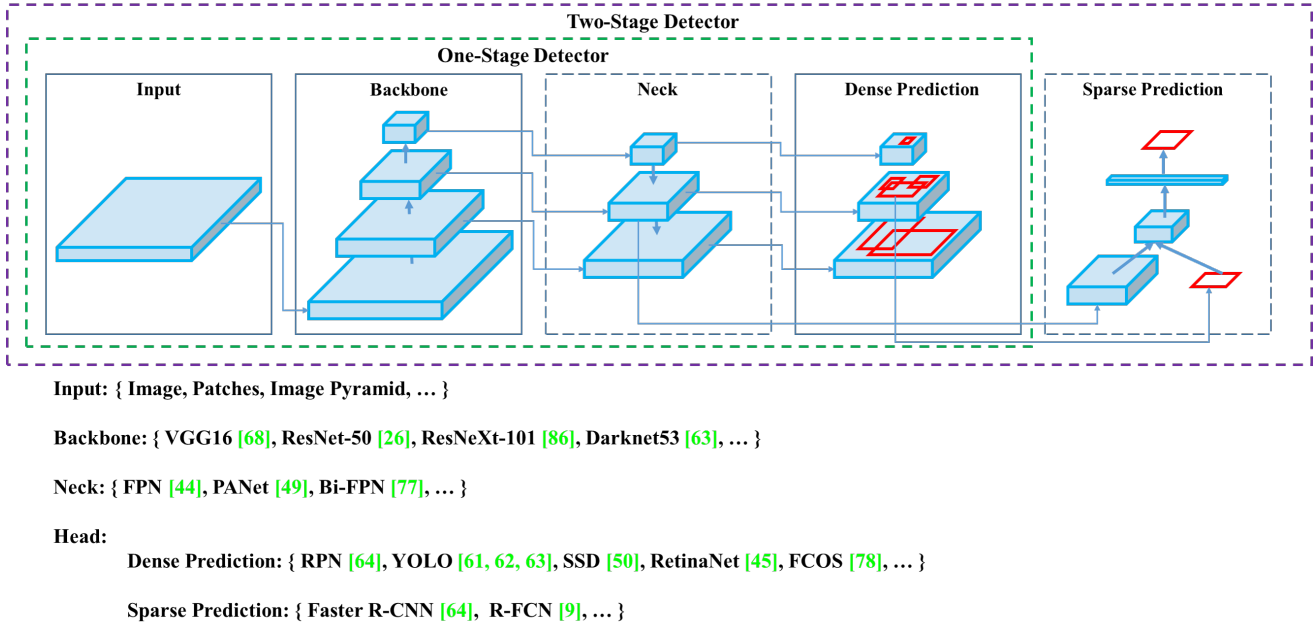 Two-Stage Detector
One-Stage Detector
Input
Backbone
Neck
Dense Prediction
Sparse Prediction
Input: { Image, Patches, Image Pyramid, … }
Backbone: { VGG16 [68], ResNet-50 [26], ResNeXt-101 [86], Darknet53 [63], … }
Neck: { FPN [44], PANet [49], Bi-FPN [77], … }
Head:
Dense Prediction: { RPN [64], YOLO [61, 62, 63], SSD [50], RetinaNet [45], FCOS [78], … }
Sparse Prediction: { Faster R-CNN [64], R-FCN [9], … }